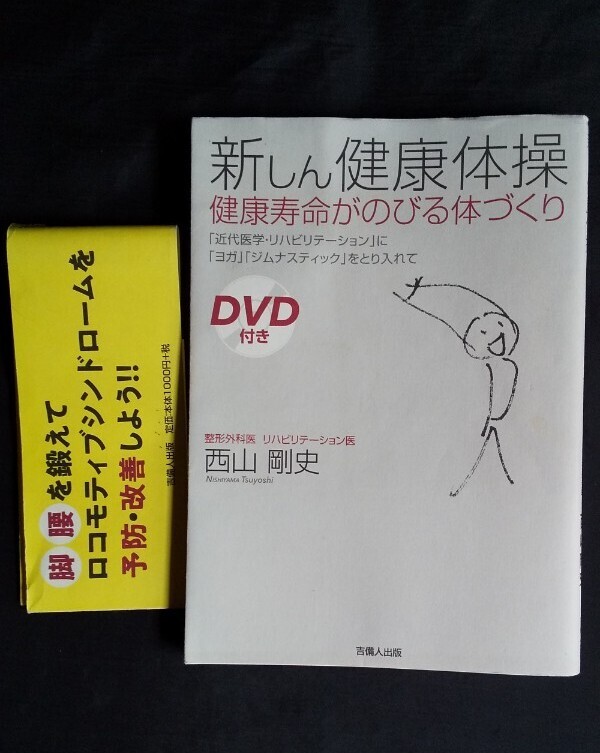 新しん健康体操
健康寿命がのびる体づくり
「近代医学・リハビリテーション」に
「ヨガ」「ジムナスティック」をとり入れて
DVD
付き
整形外科医 リハビリテーション医
西山 剛史
NISHIYAMA Tsuyoshi
吉備人出版
脚 腰を鍛えて
ロコモティブシンドロームを
予防・改善しよう!!
吉備人出版 定価:本体1000円+税